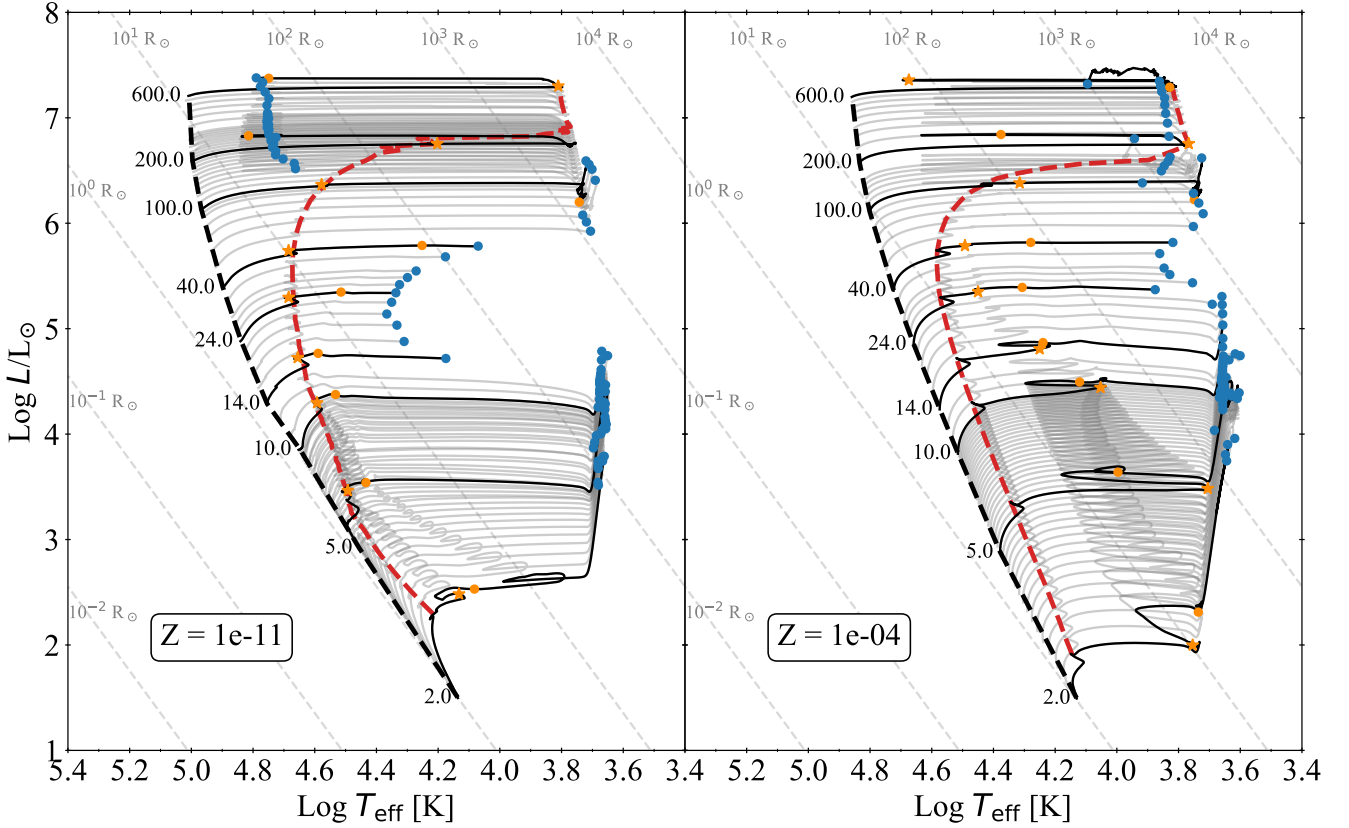 8
7
6
5
4
3
2
1
Log L/L⊙
10¹ R⊙
10² R⊙
10³ R⊙
10⁴ R⊙
10⁰ R⊙
10⁻¹ R⊙
10⁻² R⊙
600.0
200.0
100.0
40.0
24.0
14.0
10.0
5.0
2.0
Z = 1e-11
5.4 5.2 5.0 4.8 4.6 4.4 4.2 4.0 3.8 3.6
Log Teff [K]
10¹ R⊙
10² R⊙
10³ R⊙
10⁴ R⊙
10⁰ R⊙
10⁻¹ R⊙
10⁻² R⊙
600.0
200.0
100.0
40.0
24.0
14.0
10.0
5.0
2.0
Z = 1e-04
5.2 5.0 4.8 4.6 4.4 4.2 4.0 3.8 3.6 3.4
Log Teff [K]